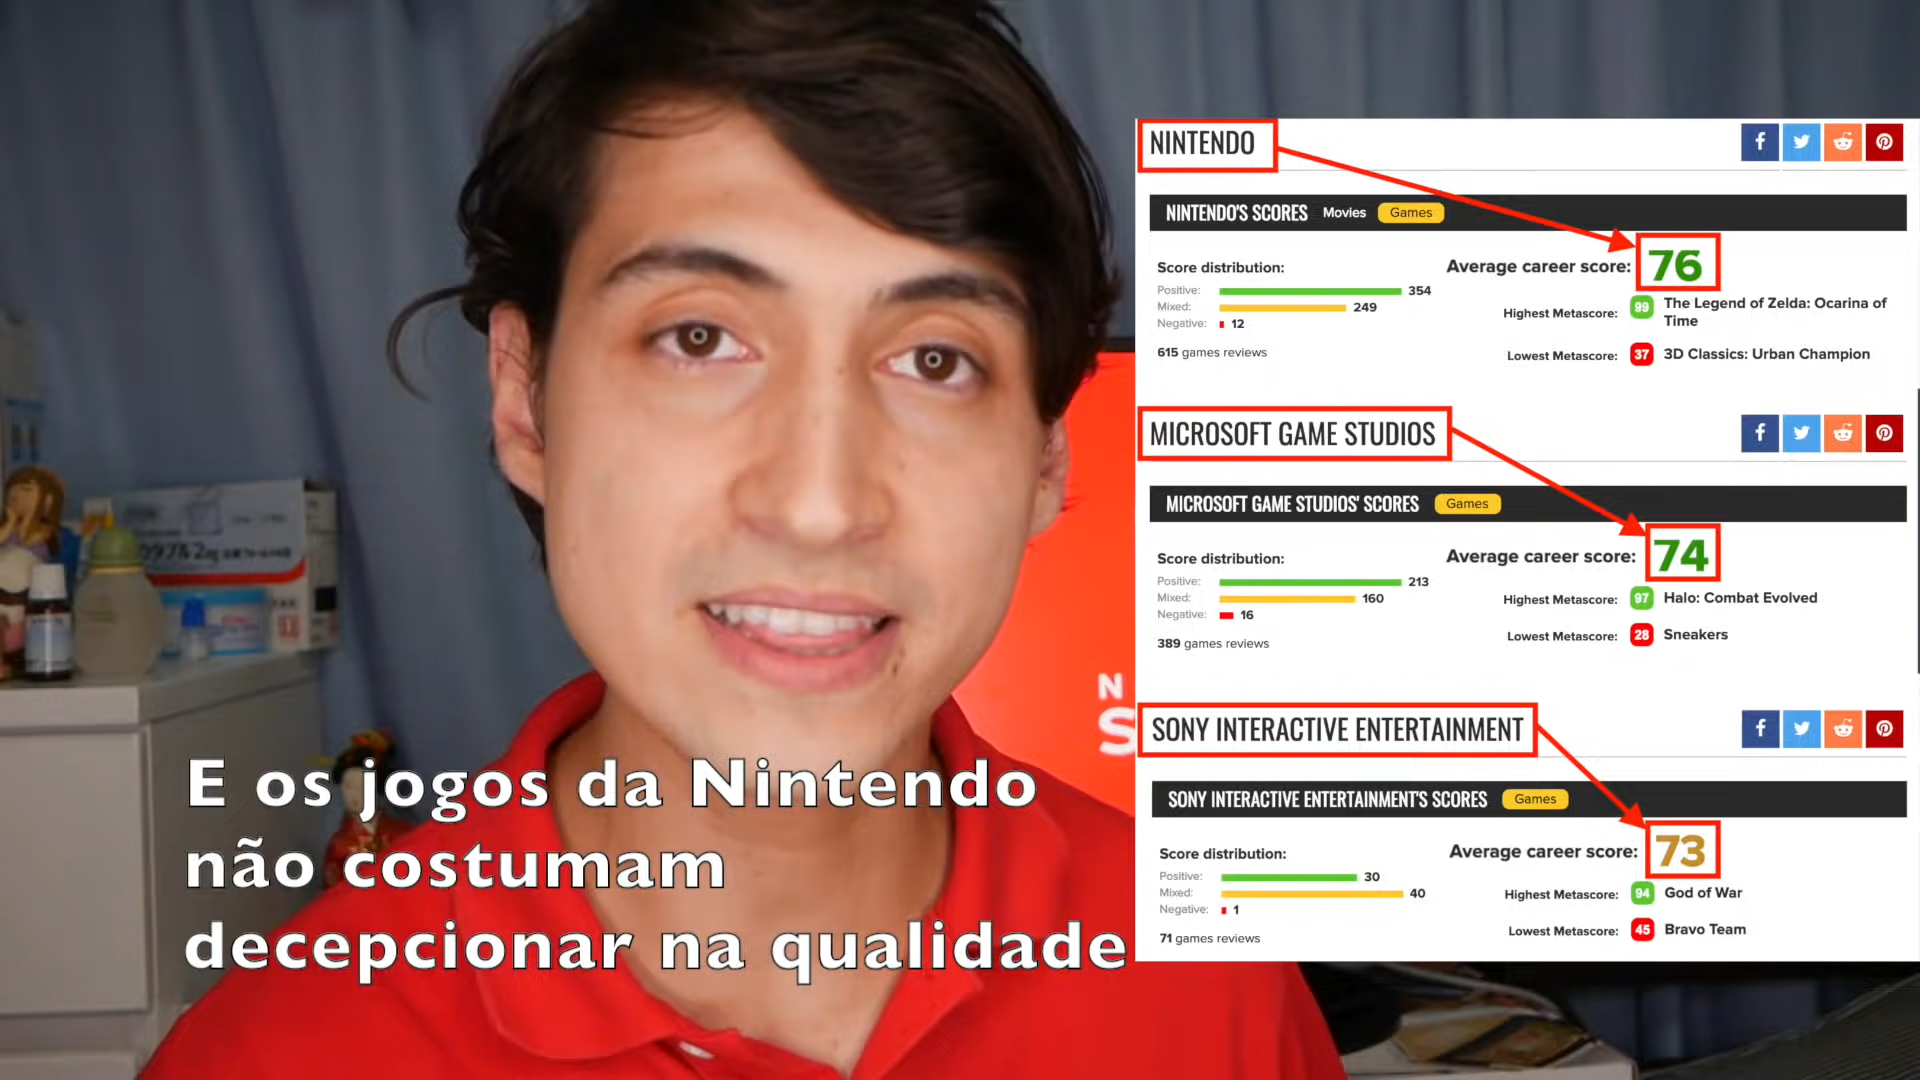 NINTENDO
NINTENDO'S SCORES Movies Games
Score distribution:
Positive: 354
Mixed: 249
Negative: 12
615 games reviews
Average career score: 76
Highest Metascore: 99 The Legend of Zelda: Ocarina of
Time
Lowest Metascore: 37 3D Classics: Urban Champion
MICROSOFT GAME STUDIOS
MICROSOFT GAME STUDIOS' SCORES Games
Score distribution:
Positive: 213
Mixed: 160
Negative: 16
389 games reviews
Average career score: 74
Highest Metascore: 97 Halo: Combat Evolved
Lowest Metascore: 28 Sneakers
SONY INTERACTIVE ENTERTAINMENT
SONY INTERACTIVE ENTERTAINMENT'S SCORES Games
Score distribution:
Positive: 30
Mixed: 40
Negative: 1
71 games reviews
Average career score: 73
Highest Metascore: 94 God of War
Lowest Metascore: 45 Bravo Team
E os jogos da Nintendo
não costumam
decepcionar na qualidade
N
S